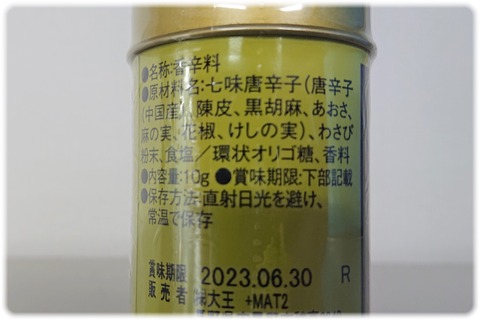 ●名称:香辛料
●原材料名:七味唐辛子(唐辛子
(中国産)、陳皮、黒胡麻、あおさ、
麻の実、花椒、けしの実)、わさび
粉末、食塩/環状オリゴ糖、香料
●内容量:10g ●賞味期限:下部記載
●保存方法:直射日光を避け、
常温で保存
賞味期限 2023.06.30 R
販売者 味大王 +MAT2